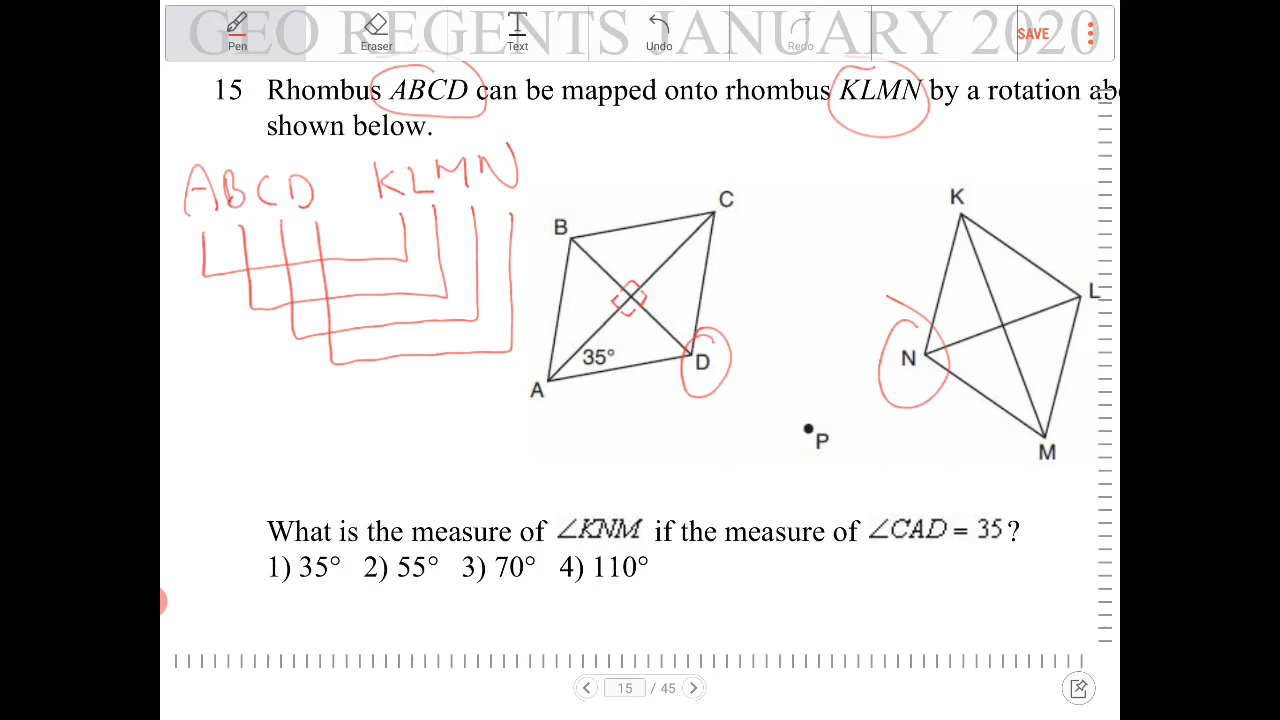 GEO REGENTS JANUARY 2020
Pen Eraser Text Undo Redo SAVE
15 Rhombus ABCD can be mapped onto rhombus KLMN by a rotation
shown below.
ABCD KLMN
C
K
B
L
35° D N
A
P
M
What is the measure of ∠KNM if the measure of ∠CAD = 35?
1) 35° 2) 55° 3) 70° 4) 110°
15 / 45